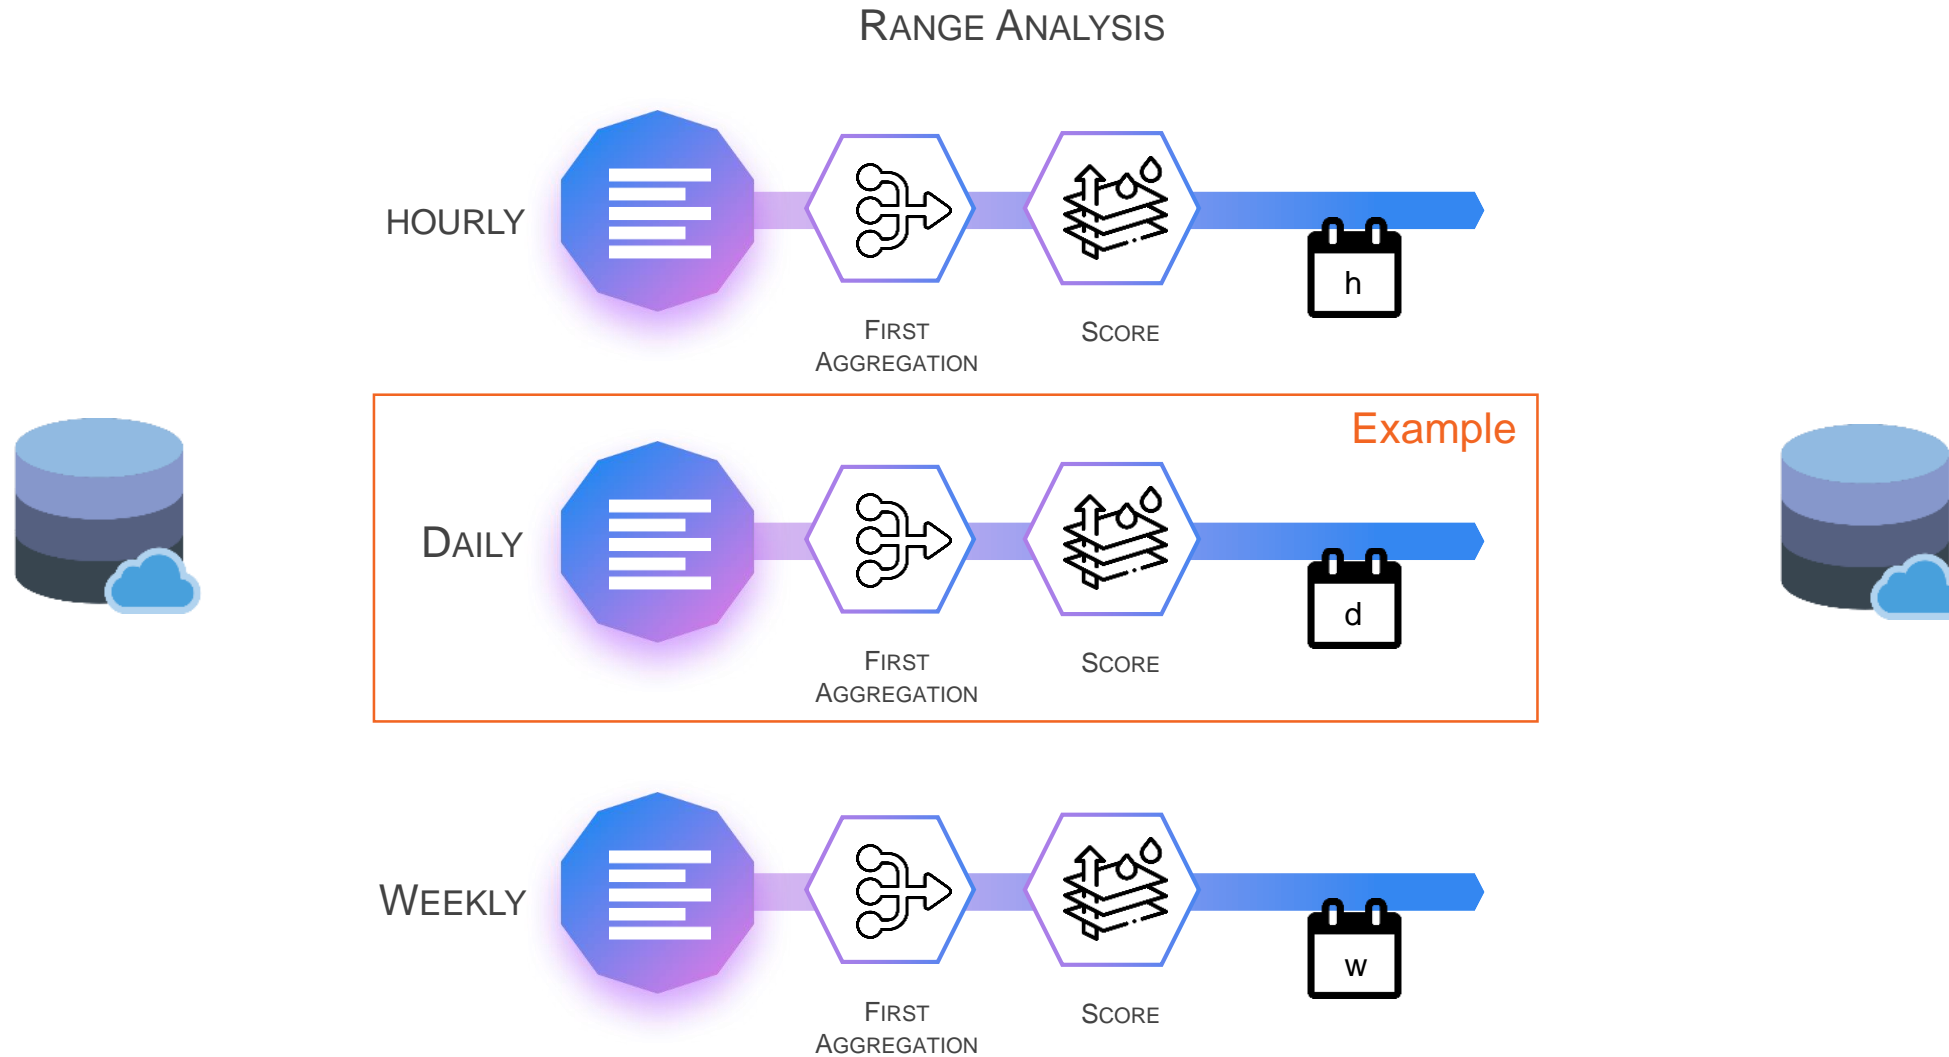 RANGE ANALYSIS
HOURLY
h
FIRST
AGGREGATION
SCORE
Example
DAILY
d
FIRST
AGGREGATION
SCORE
WEEKLY
w
FIRST
AGGREGATION
SCORE